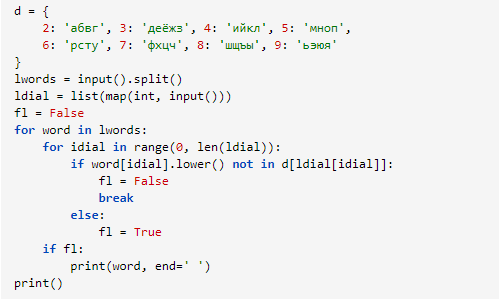 d = {
    2: 'абвг', 3: 'деёжз', 4: 'ийкл', 5: 'мноп',
    6: 'рсту', 7: 'фхцч', 8: 'шщъы', 9: 'ьэюя'
}
lwords = input().split()
ldial = list(map(int, input()))
fl = False
for word in lwords:
    for idial in range(0, len(ldial)):
        if word[idial].lower() not in d[ldial[idial]]:
            fl = False
            break
        else:
            fl = True
    if fl:
        print(word, end=' ')
print()